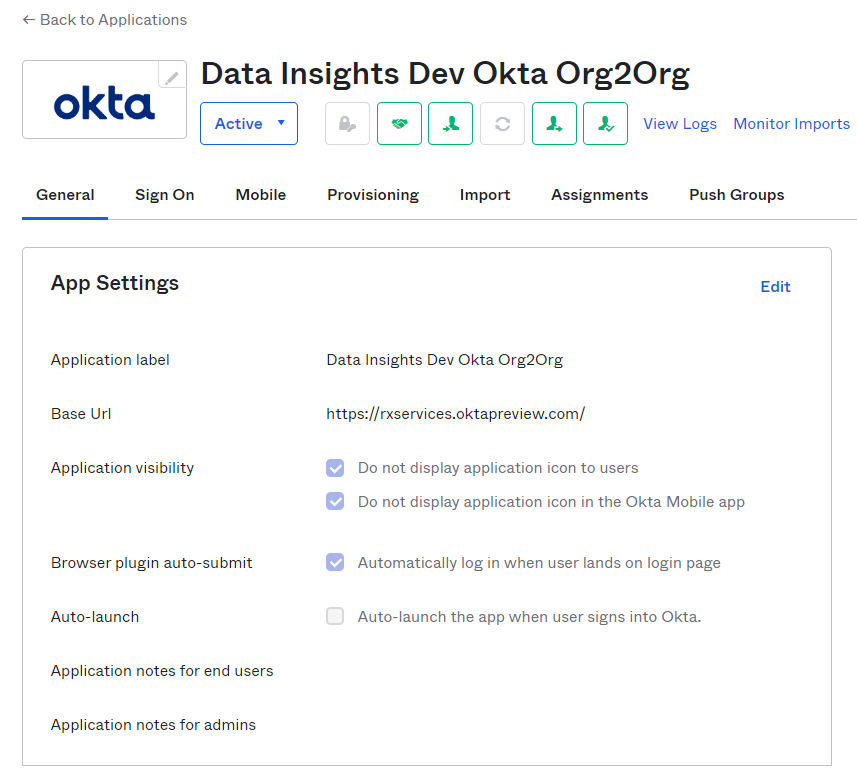 ← Back to Applications
Data Insights Dev Okta Org2Org
okta
Active
View Logs
Monitor Imports
General
Sign On
Mobile
Provisioning
Import
Assignments
Push Groups
App Settings
Edit
Application label
Data Insights Dev Okta Org2Org
Base Url
https://rxservices.oktapreview.com/
Application visibility
Do not display application icon to users
Do not display application icon in the Okta Mobile app
Browser plugin auto-submit
Automatically log in when user lands on login page
Auto-launch
Auto-launch the app when user signs into Okta.
Application notes for end users
Application notes for admins